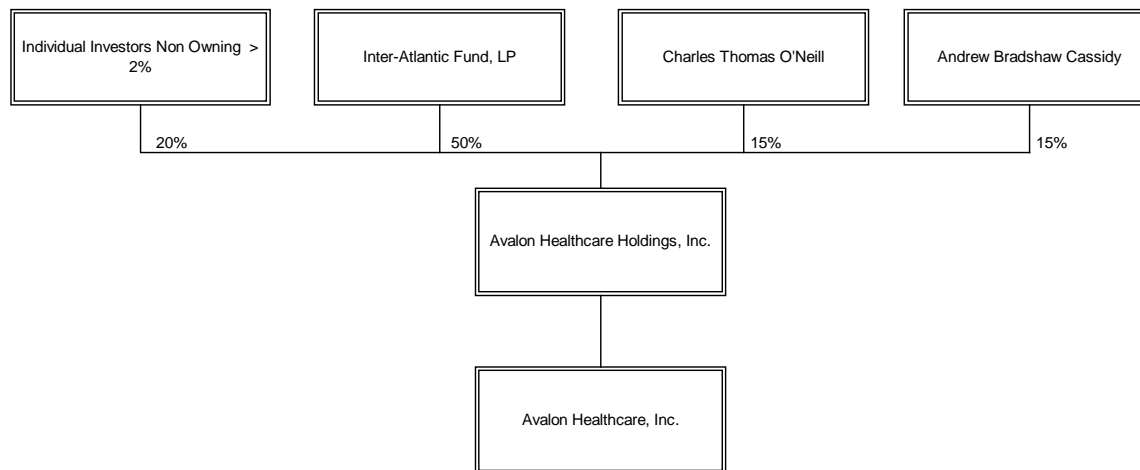 Individual Investors Non Owning >
2%
Inter-Atlantic Fund, LP
Charles Thomas O'Neill
Andrew Bradshaw Cassidy
20%
50%
15%
15%
Avalon Healthcare Holdings, Inc.
Avalon Healthcare, Inc.